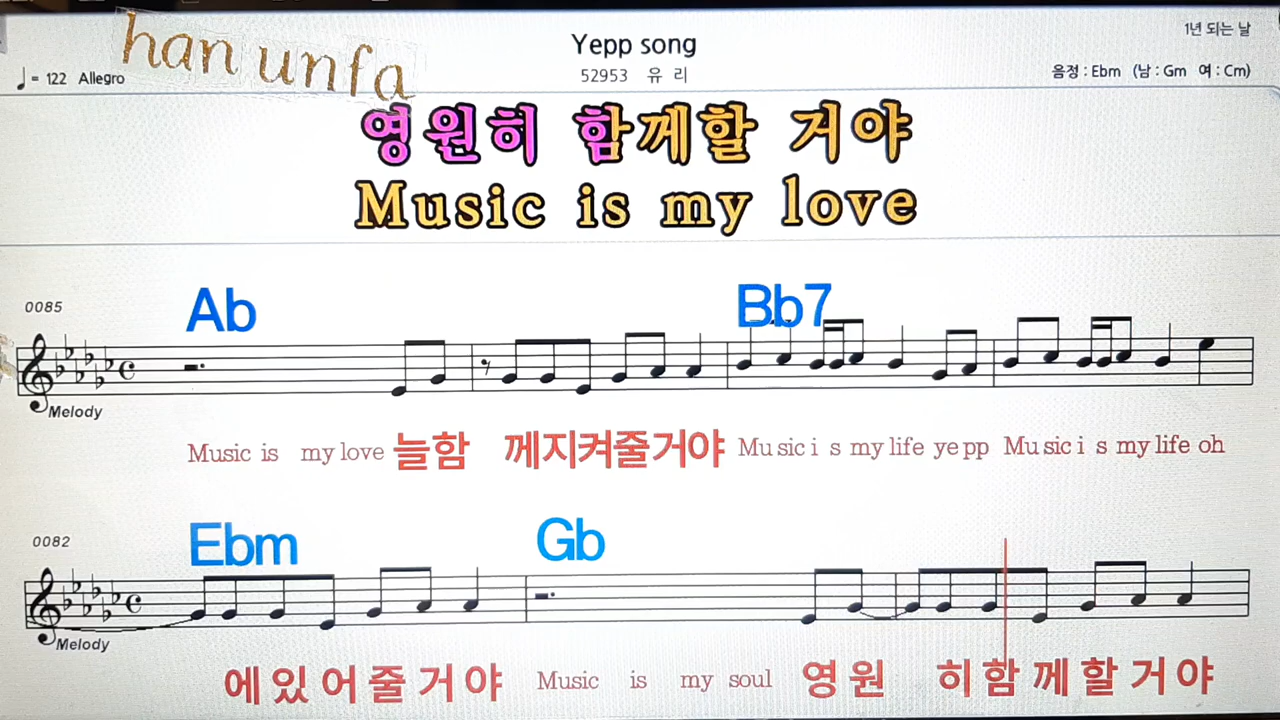 han unfa
Yepp song
1년 되는 날
♩= 122 Allegro
52953 유 리
음정 : Ebm (남 : Gm 여 : Cm)
영원히 함께할 거야
Music is my love
0085
Ab Bb7
Melody
Music is my love 늘함 께지켜줄거야 Music i s my life yepp Music i s my life oh
0082
Ebm Gb
Melody
에 있 어 줄 거 야 Music is my soul 영 원 히 함 께 할 거 야